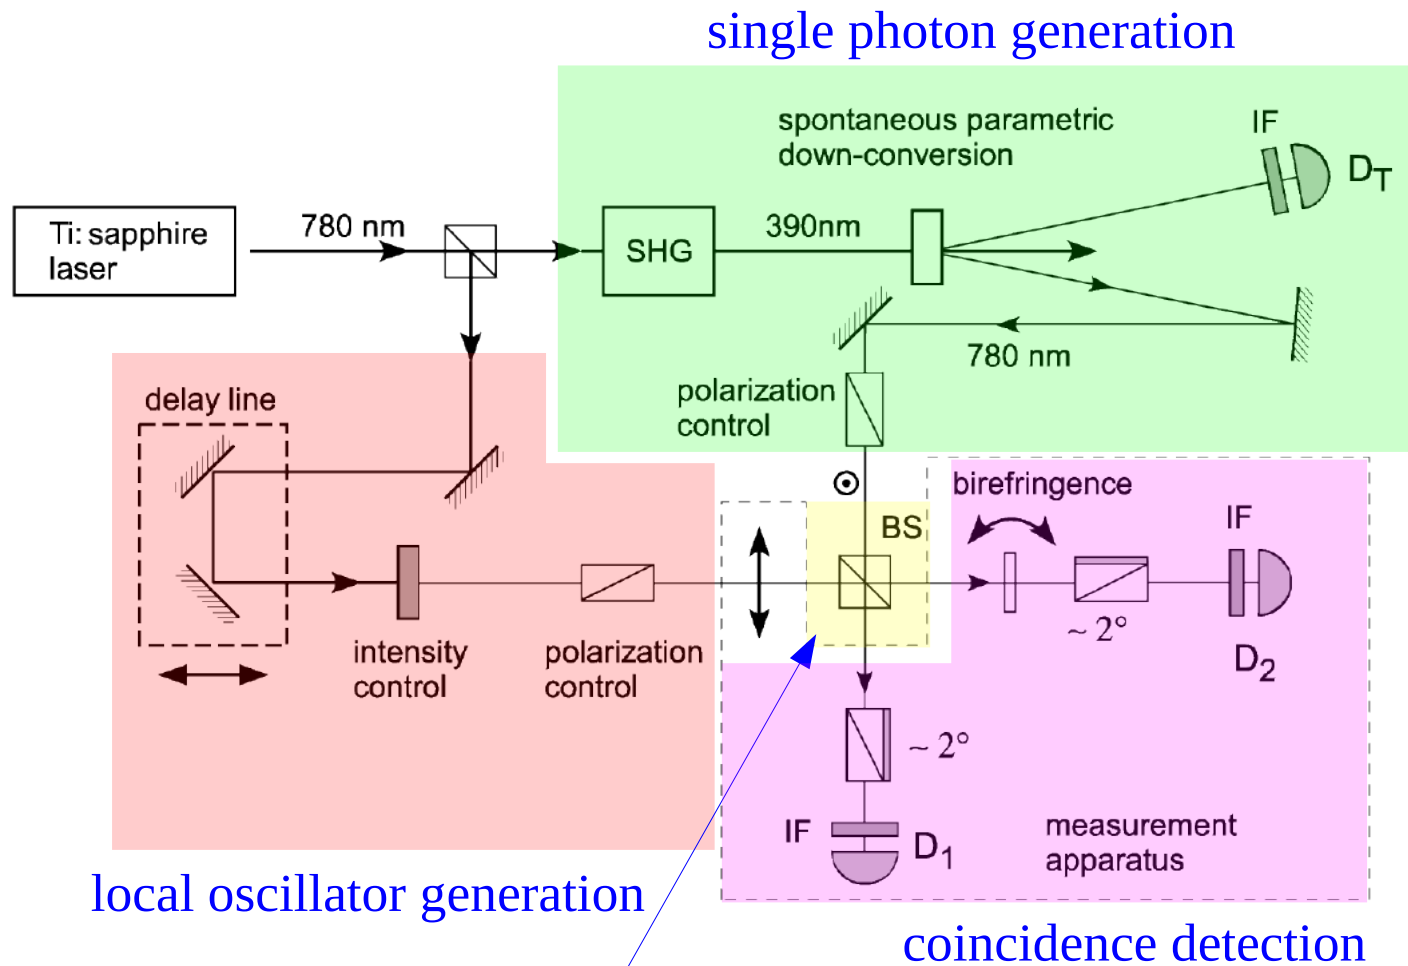 single photon generation
spontaneous parametric
down-conversion
IF
D_T
Ti: sapphire
laser
780 nm
SHG
390nm
780 nm
polarization
control
delay line
birefringence
BS
IF
~ 2°
D_2
intensity
control
polarization
control
~ 2°
IF
D_1
measurement
apparatus
local oscillator generation
coincidence detection